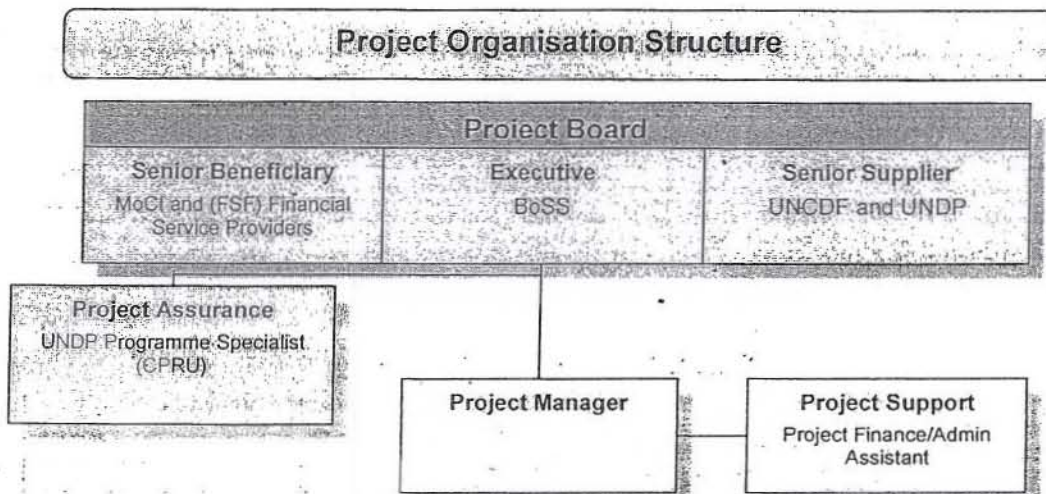 Project Organisation Structure
Project Board
Senior Beneficiary
MoCI and (FSF) Financial
Service Providers
Executive
BoSS
Senior Supplier
UNCDF and UNDP
Project Assurance
UNDP Programme Specialist
(CPRU)
Project Manager
Project Support
Project Finance/Admin
Assistant